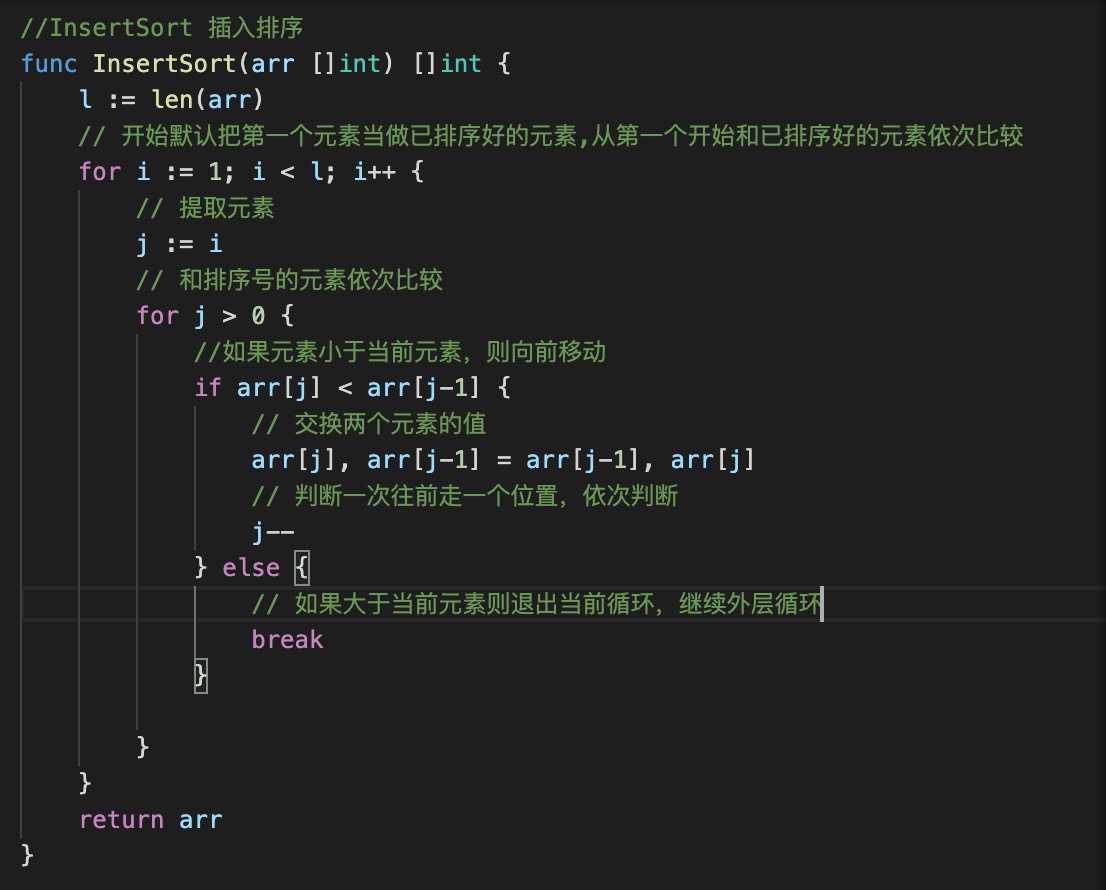 //InsertSort 插入排序
func InsertSort(arr []int) []int {
    l := len(arr)
    // 开始默认把第一个元素当做已排序好的元素,从第一个开始和已排序好的元素依次比较
    for i := 1; i < l; i++ {
        // 提取元素
        j := i
        // 和排序号的元素依次比较
        for j > 0 {
            //如果元素小于当前元素，则向前移动
            if arr[j] < arr[j-1] {
                // 交换两个元素的值
                arr[j], arr[j-1] = arr[j-1], arr[j]
                // 判断一次往前走一个位置，依次判断
                j--
            } else {
                // 如果大于当前元素则退出当前循环，继续外层循环
                break
            }

        }
    }
    return arr
}